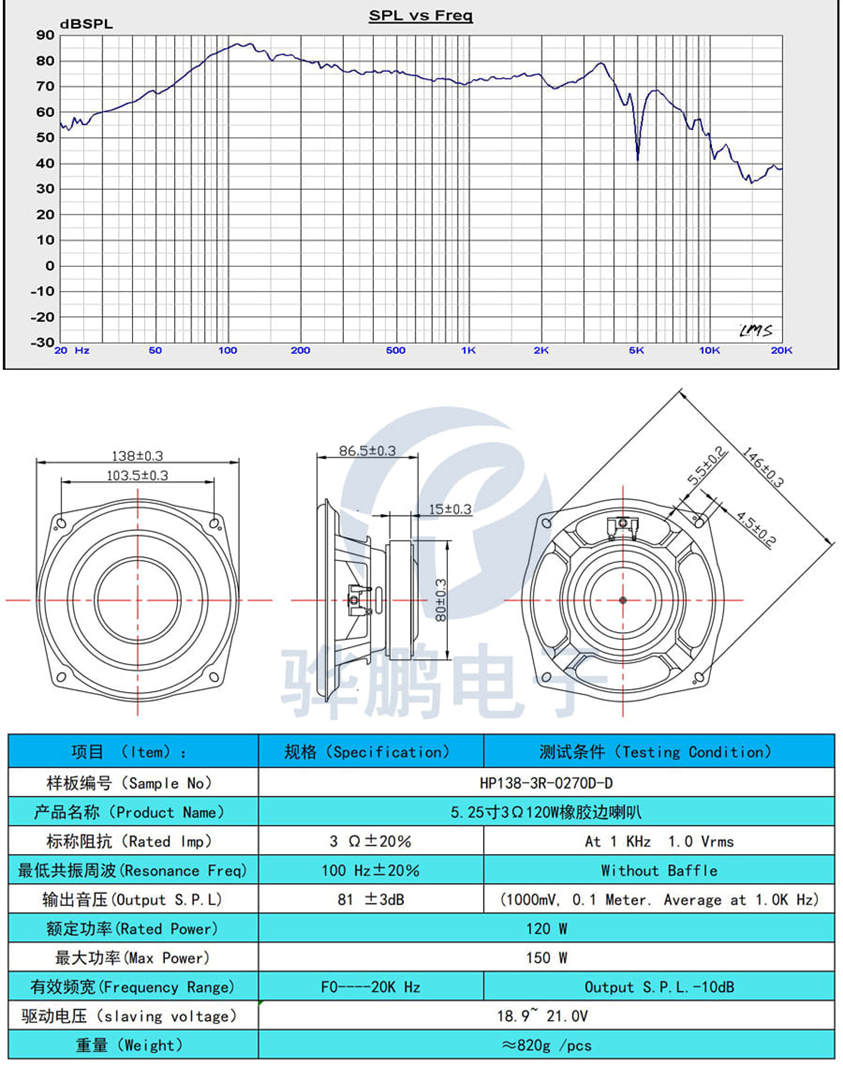 SPL vs Freq
dBSPL
90
80
70
60
50
40
30
20
10
0
-10
-20
-30
LMS
20 Hz 50 100 200 500 1K 2K 5K 10K 20K
138±0.3
103.5±0.3
86.5±0.3
15±0.3
80±0.3
5.5±0.2
146±0.3
4.5±0.2
骅鹏电子
项目 （Item）: 规格（Specification） 测试条件（Testing Condition）
样板编号（Sample No） HP138-3R-0270D-D
产品名称（Product Name） 5.25寸3Ω120W橡胶边喇叭
标称阻抗（Rated Imp） 3 Ω±20% At 1 KHz 1.0 Vrms
最低共振周波(Resonance Freq) 100 Hz±20% Without Baffle
输出音压(Output S.P.L) 81 ±3dB (1000mV, 0.1 Meter. Average at 1.0K Hz)
额定功率(Rated Power) 120 W
最大功率(Max Power) 150 W
有效频宽(Frequency Range) F0----20K Hz Output S.P.L.-10dB
驱动电压（slaving voltage） 18.9~ 21.0V
重量（Weight） ≈820g /pcs